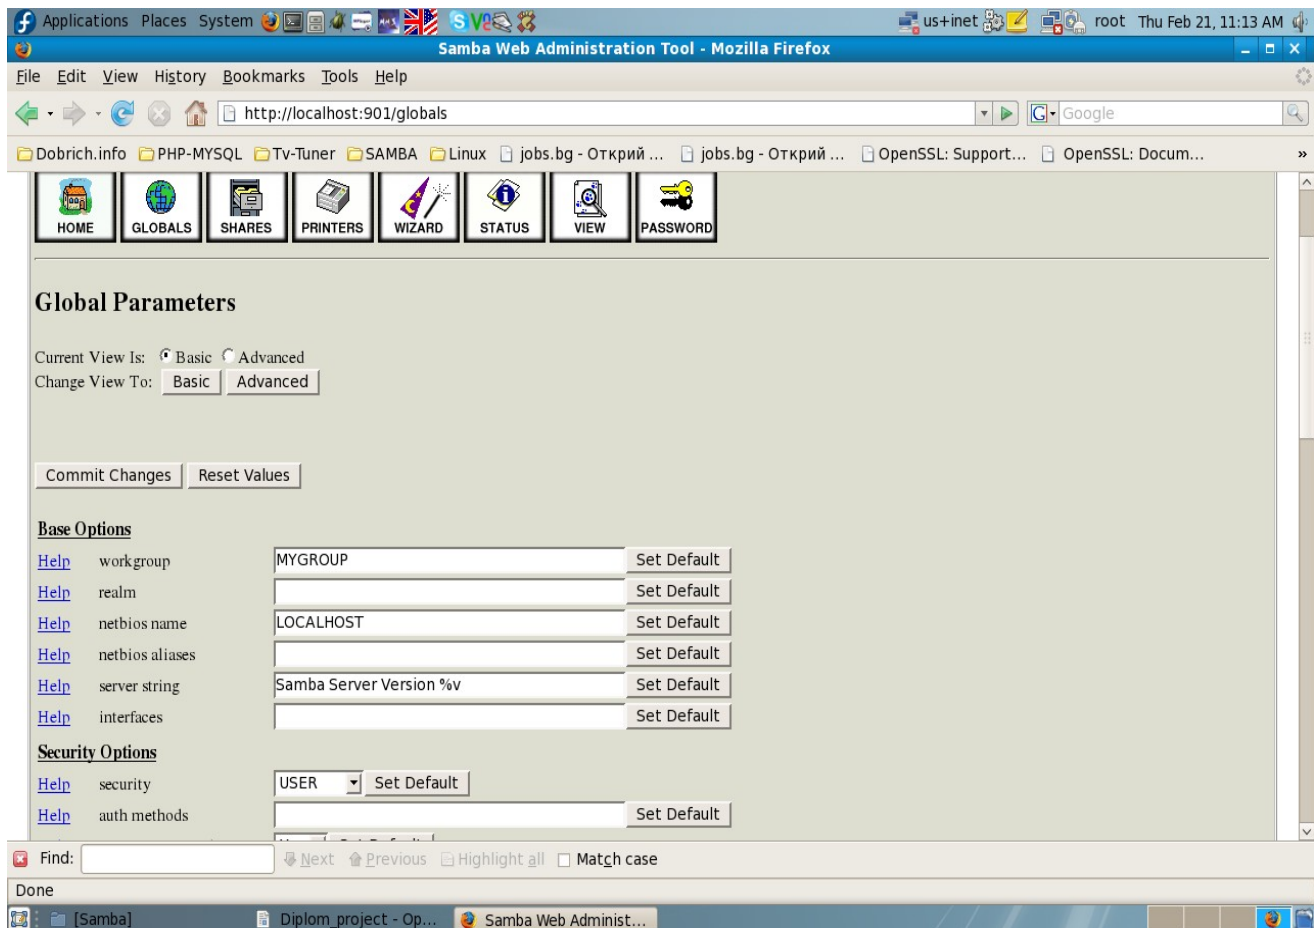 Applications Places System us+inet root Thu Feb 21, 11:13 AM
Samba Web Administration Tool - Mozilla Firefox
File Edit View History Bookmarks Tools Help
http://localhost:901/globals G Google
Dobrich.info PHP-MYSQL Tv-Tuner SAMBA Linux jobs.bg - Открий ... jobs.bg - Открий ... OpenSSL: Support... OpenSSL: Docum... »
HOME GLOBALS SHARES PRINTERS WIZARD STATUS VIEW PASSWORD
Global Parameters
Current View Is: Basic Advanced
Change View To: Basic Advanced
Commit Changes Reset Values
Base Options
Help workgroup MYGROUP Set Default
Help realm Set Default
Help netbios name LOCALHOST Set Default
Help netbios aliases Set Default
Help server string Samba Server Version %v Set Default
Help interfaces Set Default
Security Options
Help security USER Set Default
Help auth methods Set Default
Find: Next Previous Highlight all Match case
Done
[Samba] Diplom_project - Op... Samba Web Administ...